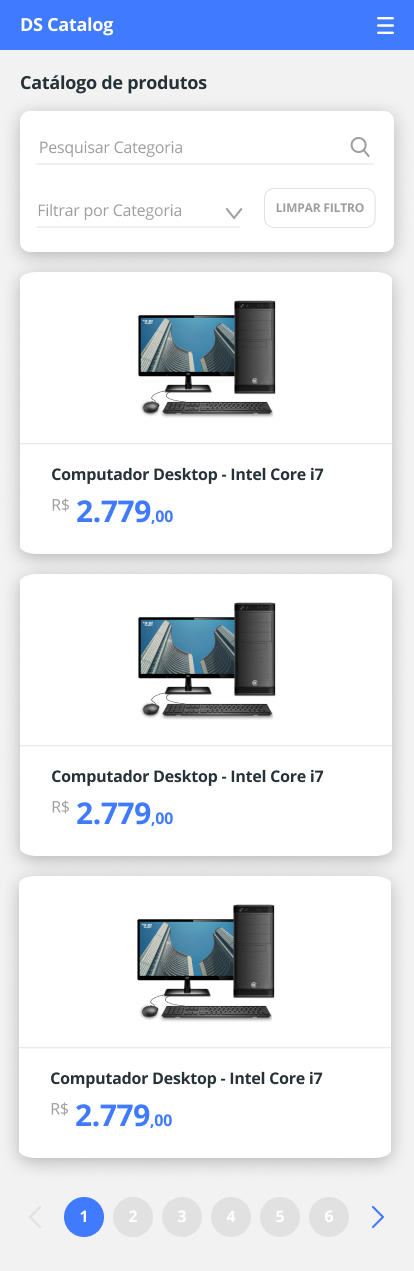 DS Catalog
Catálogo de produtos
Pesquisar Categoria
Filtrar por Categoria
LIMPAR FILTRO
Computador Desktop - Intel Core i7
R$ 2.779,00
Computador Desktop - Intel Core i7
R$ 2.779,00
Computador Desktop - Intel Core i7
R$ 2.779,00
1 2 3 4 5 6